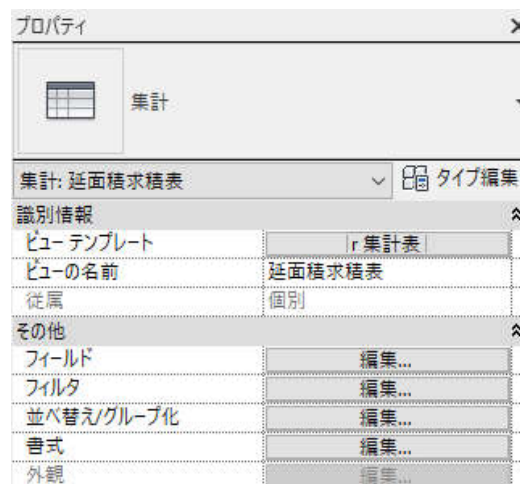 プロパティ
集計
集計: 延面積求積表
タイプ編集
識別情報
ビュー テンプレート r 集計表
ビューの名前 延面積求積表
従属 個別
その他
フィールド 編集...
フィルタ 編集...
並べ替え/グループ化 編集...
書式 編集...
外観 編集...